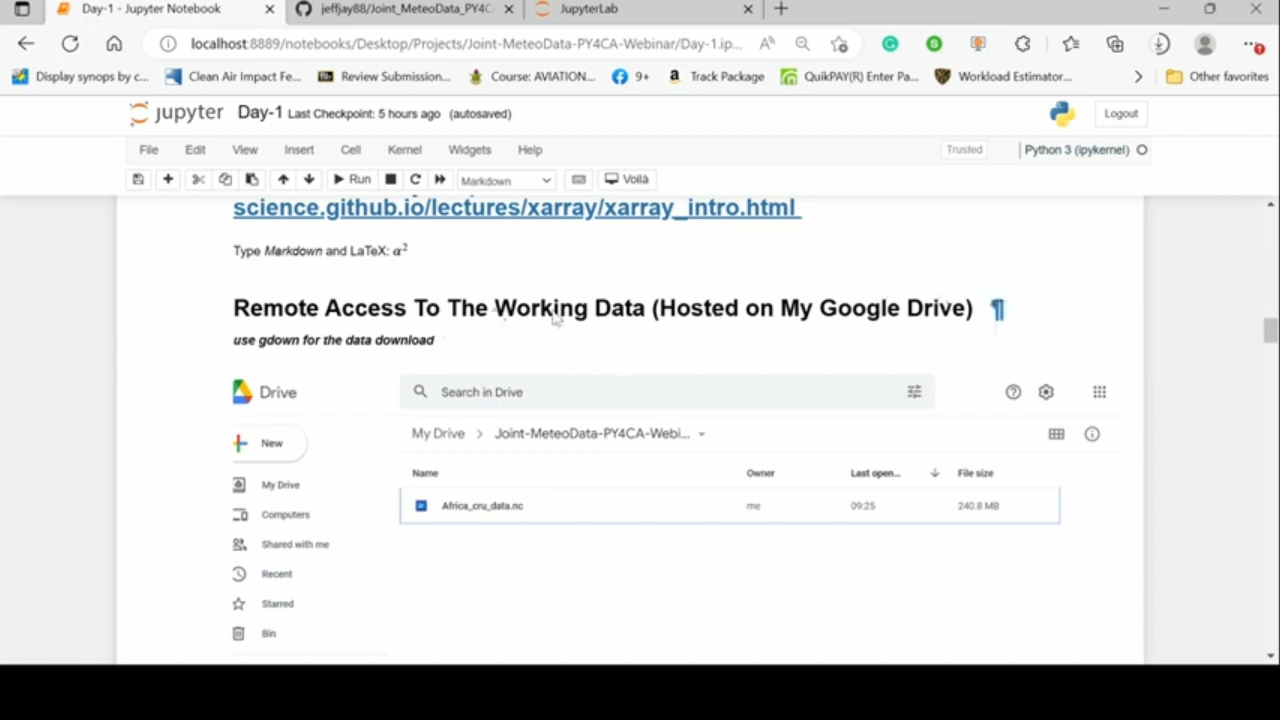 Day-1 - Jupyter Notebook
jeffjay88/Joint_MeteoData_PY4C
JupyterLab
localhost:8889/notebooks/Desktop/Projects/Joint-MeteoData-PY4CA-Webinar/Day-1.ip...
Display synops by c...
Clean Air Impact Fe...
Review Submission...
Course: AVIATION...
9+
Track Package
QuikPAY(R) Enter Pa...
Workload Estimator...
Other favorites
jupyter Day-1 Last Checkpoint: 5 hours ago (autosaved)
Logout
File Edit View Insert Cell Kernel Widgets Help
Trusted
Python 3 (ipykernel)
Run
Markdown
Voilà
science.github.io/lectures/xarray/xarray_intro.html
Type Markdown and LaTeX: α²
Remote Access To The Working Data (Hosted on My Google Drive) ¶
use gdown for the data download
Drive
Search in Drive
New
My Drive > Joint-MeteoData-PY4CA-Webi...
Name Owner Last open... File size
My Drive
Africa_cru_data.nc me 09:25 240.8 MB
Computers
Shared with me
Recent
Starred
Bin